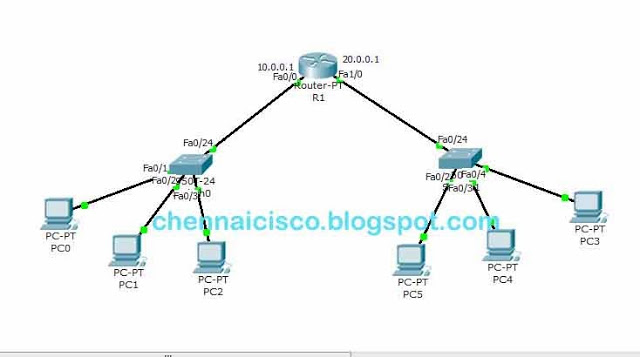 10.0.0.1
20.0.0.1
Fa0/0
Fa1/0
Router-PT
R1
Fa0/24
Fa0/24
Fa0/1
Fa0/3
Fa0/4
chennaicisco.blogspot.com
PC-PT
PC0
PC-PT
PC1
PC-PT
PC2
PC-PT
PC5
PC-PT
PC4
PC-PT
PC3